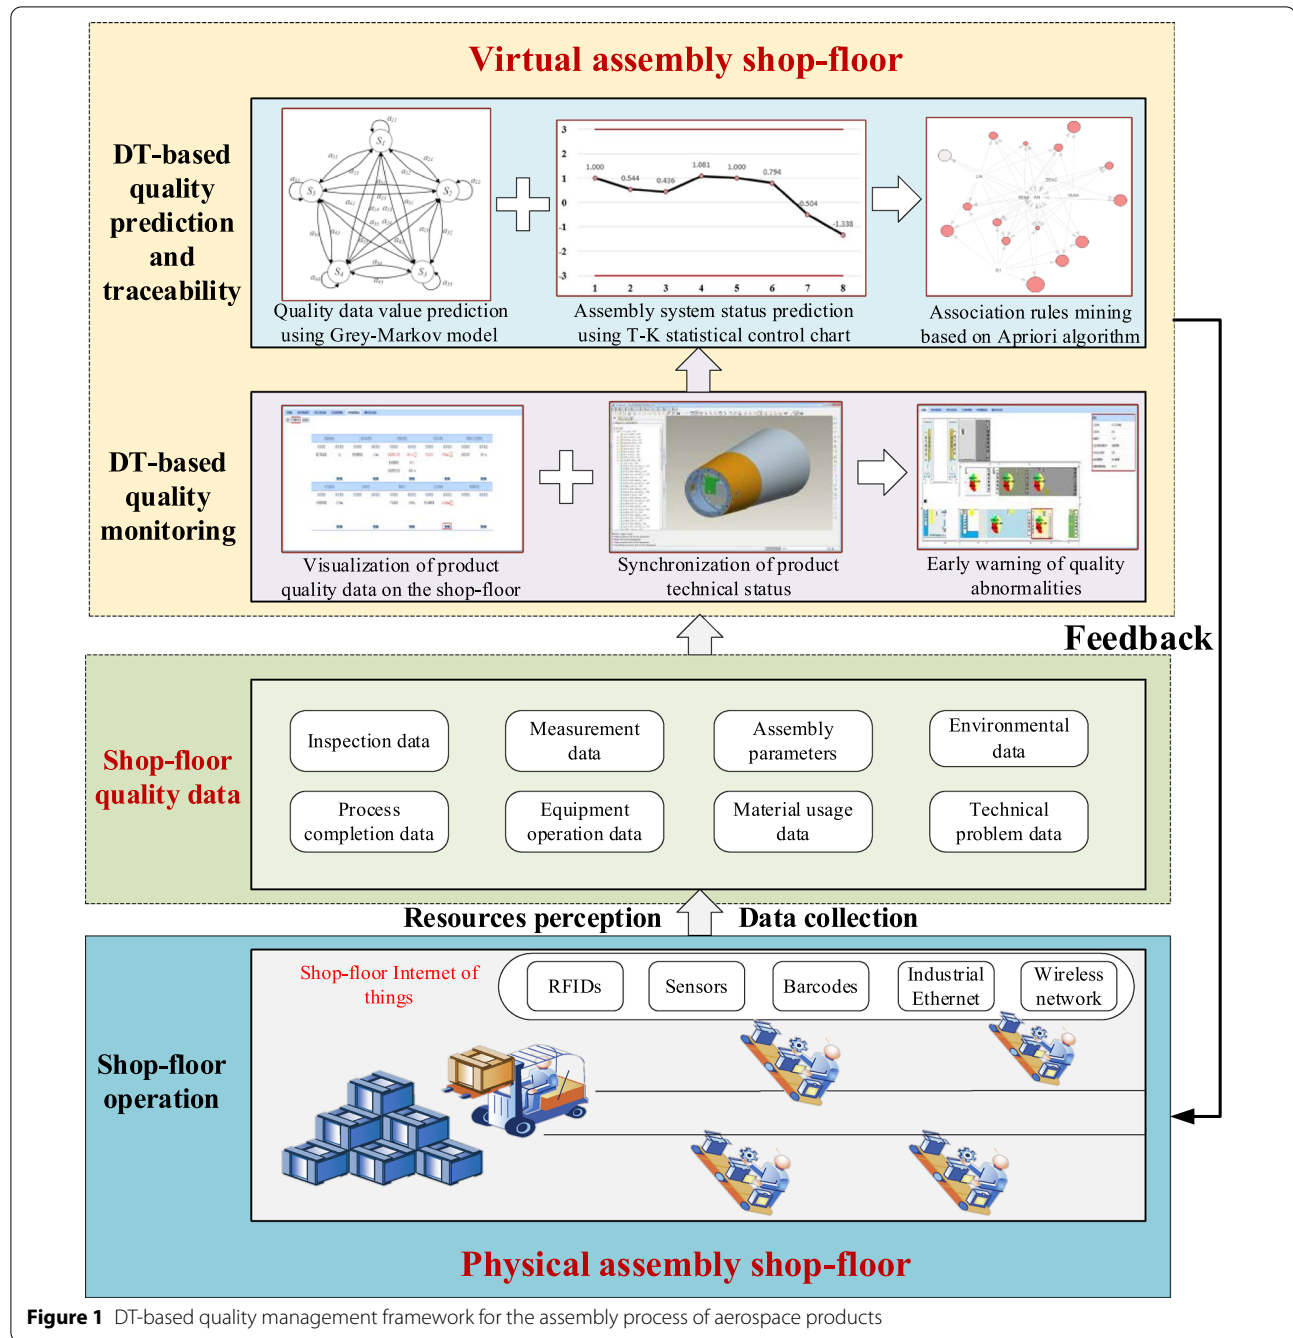 Virtual assembly shop-floor
DT-based
quality
prediction
and
traceability
S1
S2
S3
S4
S5
3
2
1
0
-1
-2
-3
1.000
0.544
0.436
1.081
1.000
0.794
-0.504
-1.338
1 2 3 4 5 6 7 8
Quality data value prediction
using Grey-Markov model
Assembly system status prediction
using T-K statistical control chart
Association rules mining
based on Apriori algorithm
DT-based
quality
monitoring
Visualization of product
quality data on the shop-floor
Synchronization of product
technical status
Early warning of quality
abnormalities
Feedback
Shop-floor
quality data
Inspection data
Measurement
data
Assembly
parameters
Environmental
data
Process
completion data
Equipment
operation data
Material usage
data
Technical
problem data
Resources perception
Data collection
Shop-floor
operation
Shop-floor Internet of
things
RFIDs
Sensors
Barcodes
Industrial
Ethernet
Wireless
network
Physical assembly shop-floor
Figure 1 DT-based quality management framework for the assembly process of aerospace products